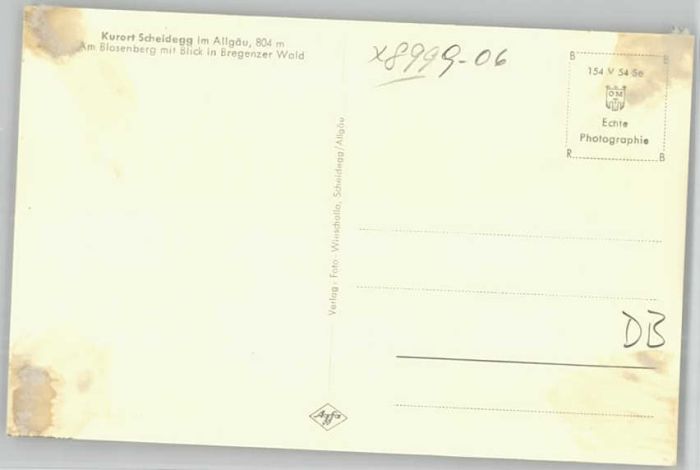 Kurort Scheidegg im Allgäu, 804 m
Am Blasenberg mit Blick in Bregenzer Wald
x8999-06
B B
154 V 54 Se
OM
Echte
Photographie
R B
Verlag - Foto Wieschalla, Scheidegg/Allgäu
DB
Agfa